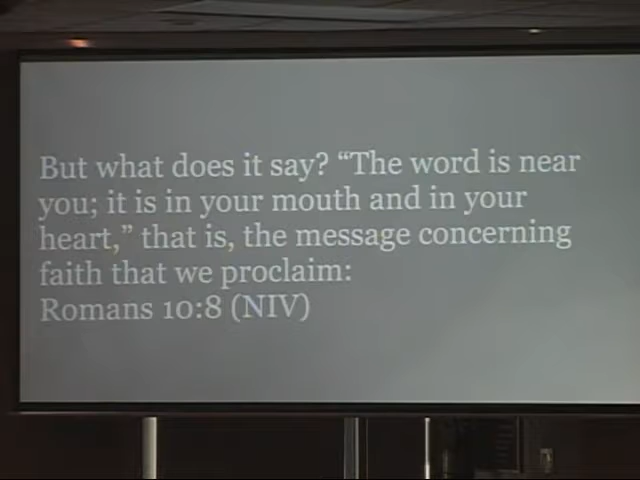 But what does it say? “The word is near
you; it is in your mouth and in your
heart,” that is, the message concerning
faith that we proclaim:
Romans 10:8 (NIV)